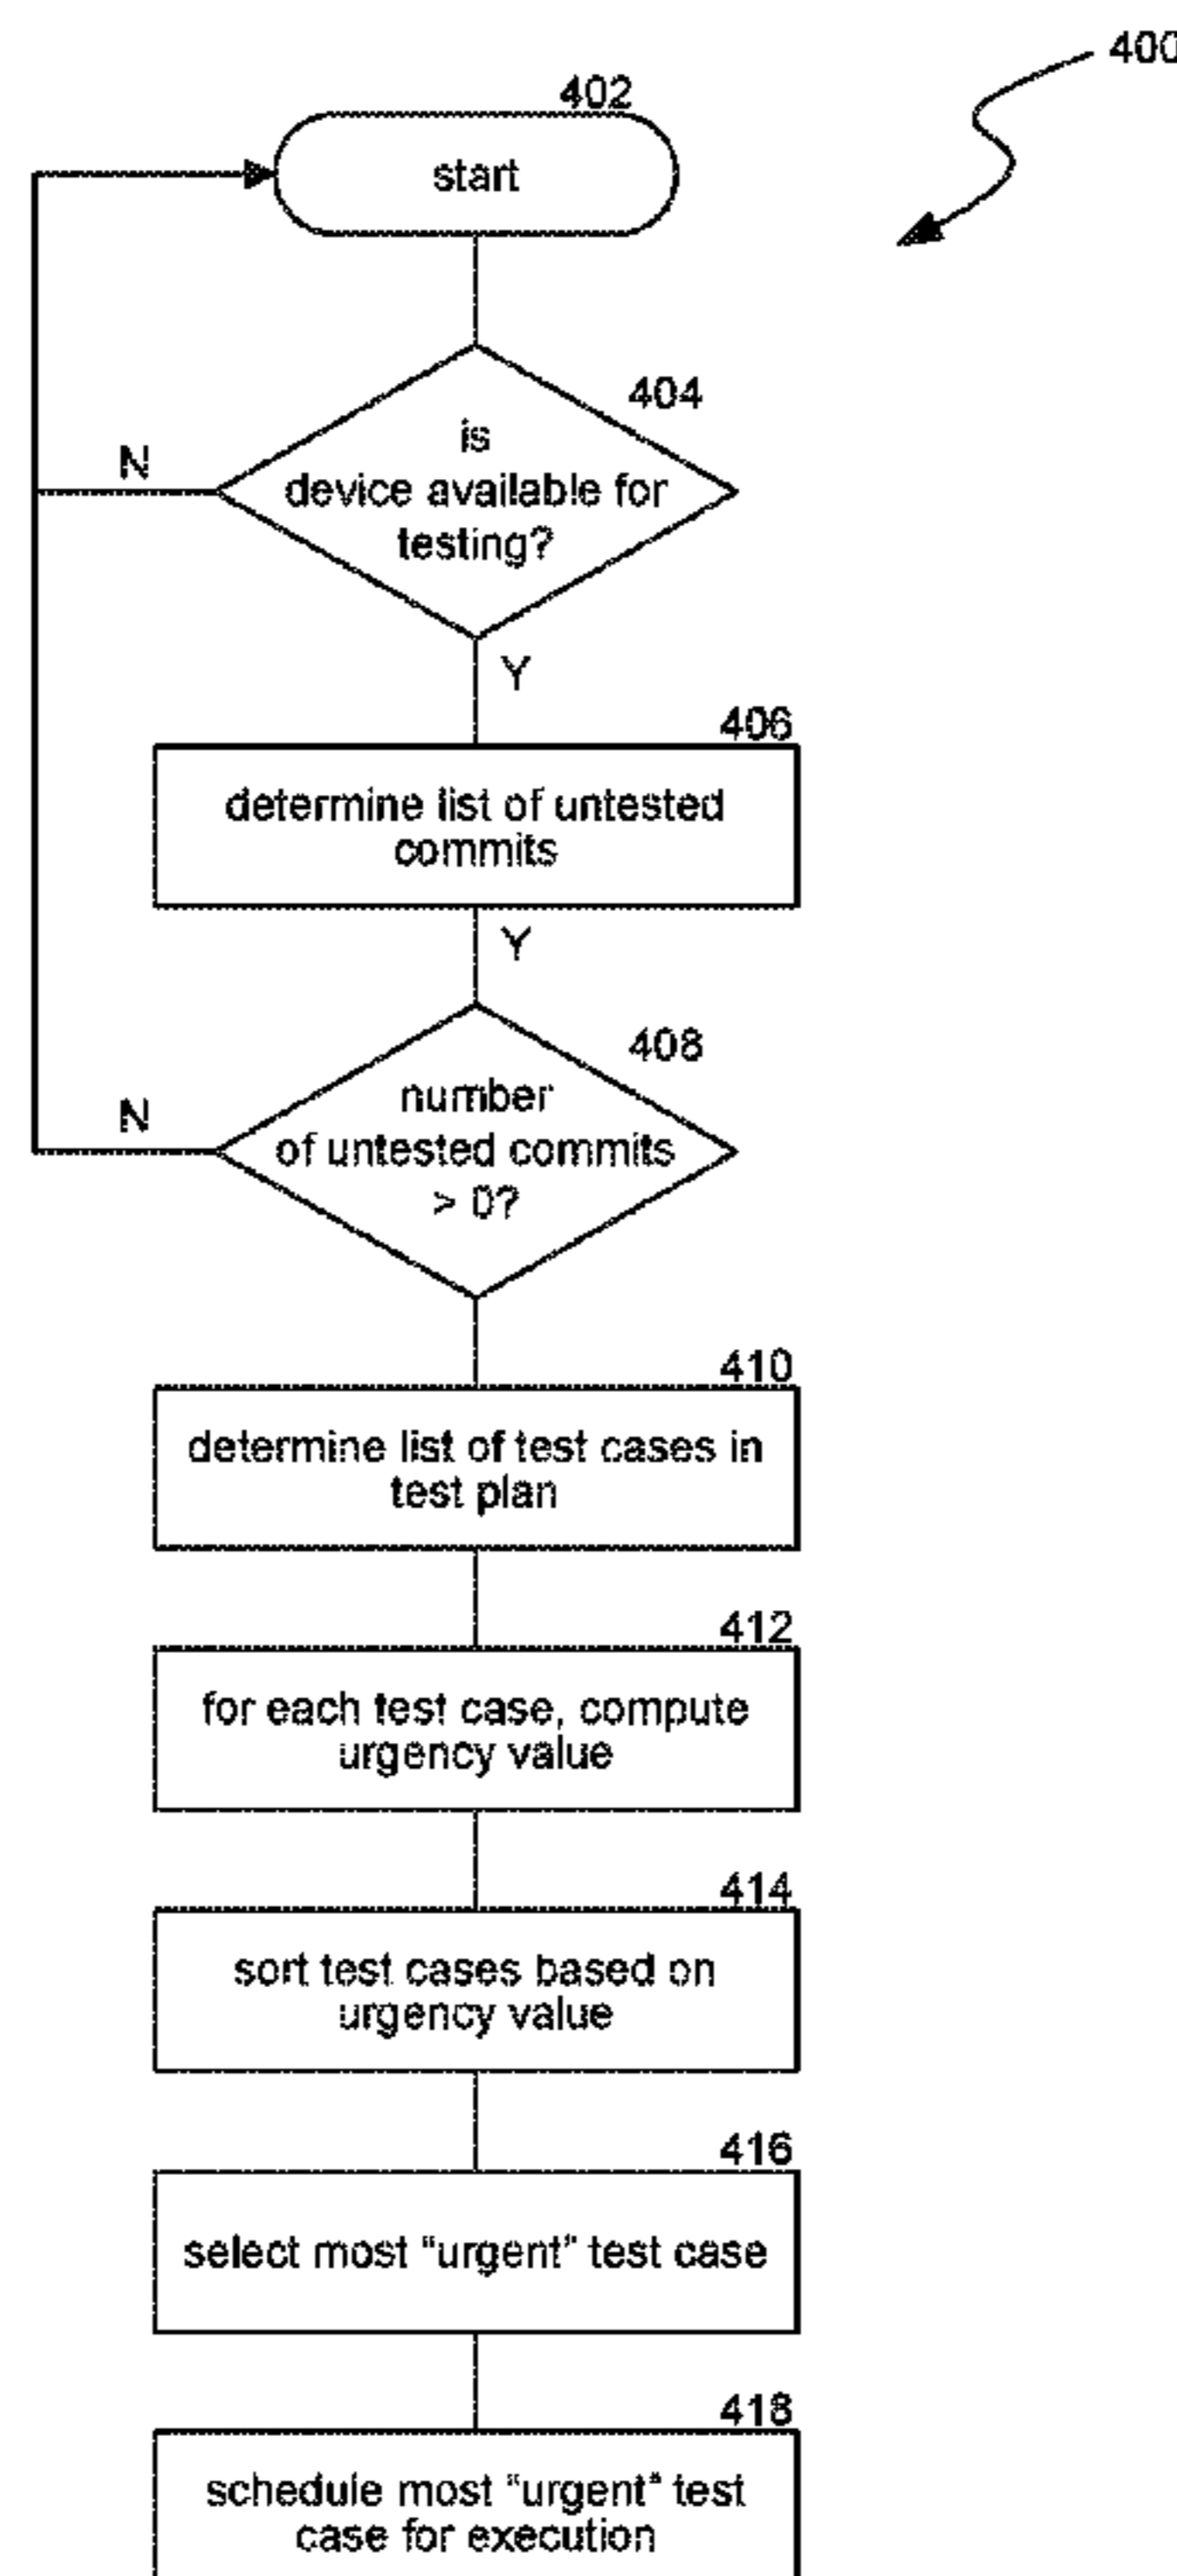 400
402
start
404
is
device available for
testing?
N
Y
406
determine list of untested
commits
Y
408
number
of untested commits
> 0?
N
410
determine list of test cases in
test plan
412
for each test case, compute
urgency value
414
sort test cases based on
urgency value
416
select most “urgent” test case
418
schedule most “urgent” test
case for execution